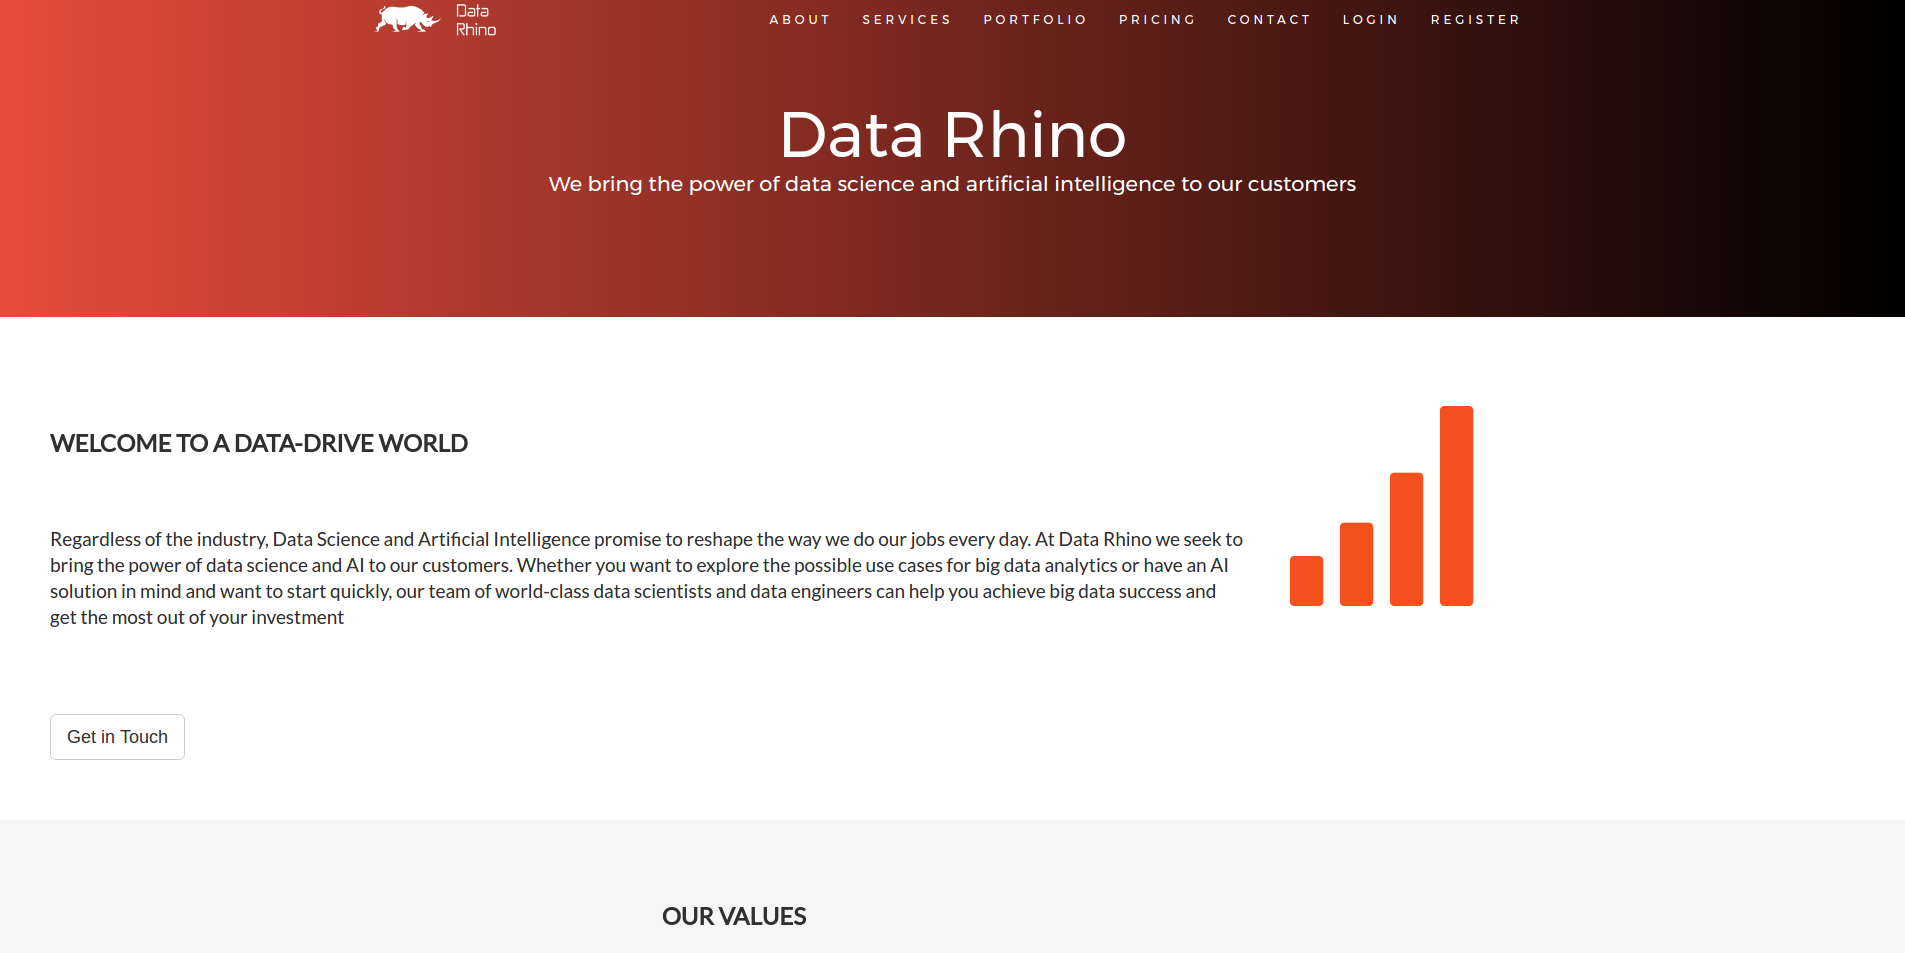 Data
Rhino
ABOUT SERVICES PORTFOLIO PRICING CONTACT LOGIN REGISTER
Data Rhino
We bring the power of data science and artificial intelligence to our customers
WELCOME TO A DATA-DRIVE WORLD
Regardless of the industry, Data Science and Artificial Intelligence promise to reshape the way we do our jobs every day. At Data Rhino we seek to
bring the power of data science and AI to our customers. Whether you want to explore the possible use cases for big data analytics or have an AI
solution in mind and want to start quickly, our team of world-class data scientists and data engineers can help you achieve big data success and
get the most out of your investment
Get in Touch
OUR VALUES